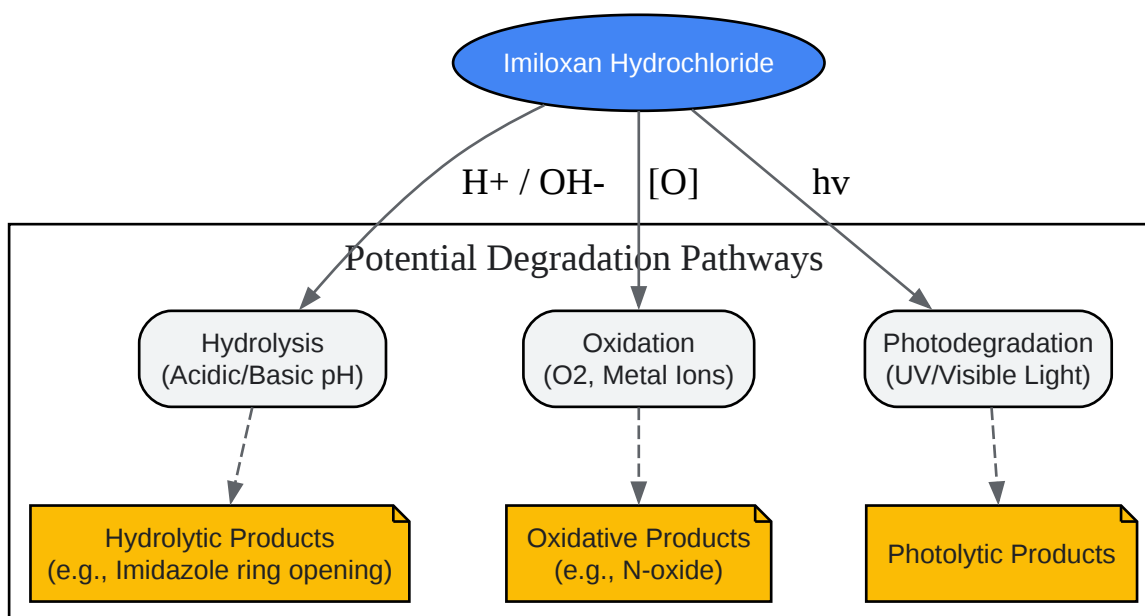 Imiloxan Hydrochloride
H+ / OH-
[O]
hv
Potential Degradation Pathways
Hydrolysis
(Acidic/Basic pH)
Oxidation
(O2, Metal Ions)
Photodegradation
(UV/Visible Light)
Hydrolytic Products
(e.g., Imidazole ring opening)
Oxidative Products
(e.g., N-oxide)
Photolytic Products